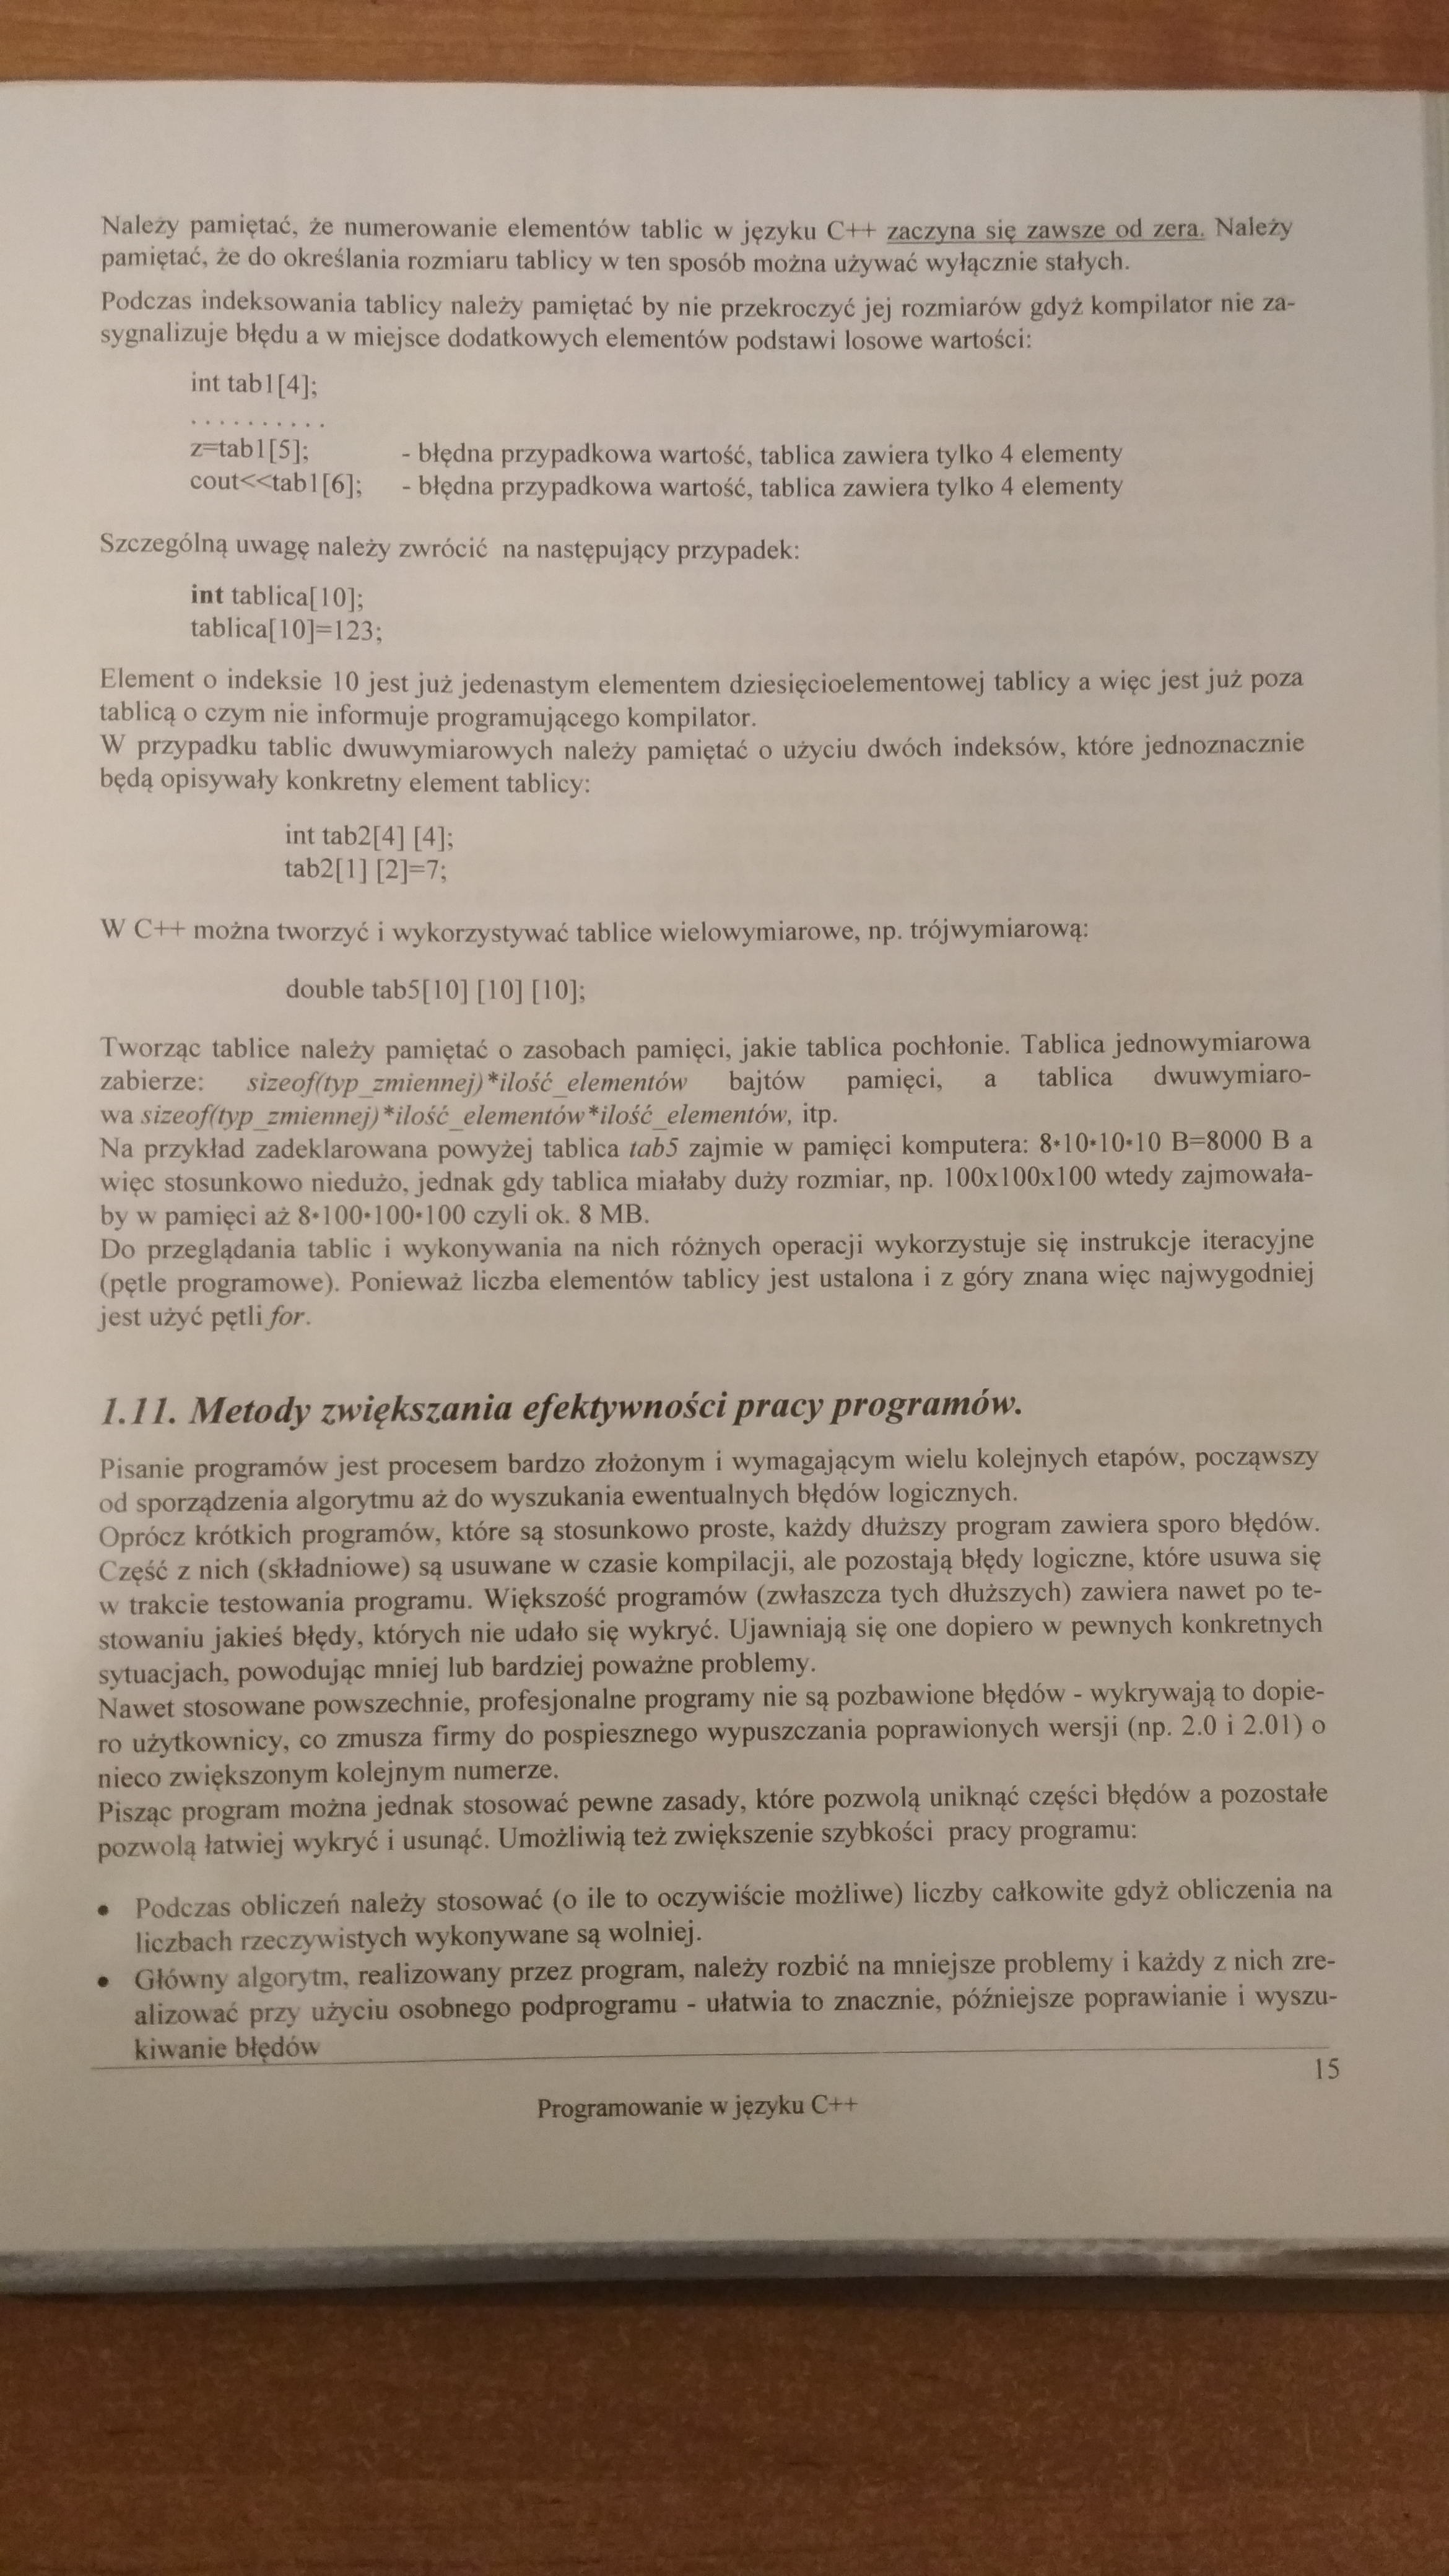 Należy pamiętać, że numerowanie elementów tablic w języku C++ zaczyna się zawsze od zera. Należy
pamiętać, że do określania rozmiaru tablicy w ten sposób można używać wyłącznie stałych.
Podczas indeksowania tablicy należy pamiętać by nie przekroczyć jej rozmiarów gdyż kompilator nie za-
sygnalizuje błędu a w miejsce dodatkowych elementów podstawi losowe wartości:
int tab1[4];
. . . . . . . . . .
z=tab1[5]; - błędna przypadkowa wartość, tablica zawiera tylko 4 elementy
cout<<tab1[6]; - błędna przypadkowa wartość, tablica zawiera tylko 4 elementy
Szczególną uwagę należy zwrócić na następujący przypadek:
int tablica[10];
tablica[10]=123;
Element o indeksie 10 jest już jedenastym elementem dziesięcioelementowej tablicy a więc jest już poza
tablicą o czym nie informuje programującego kompilator.
W przypadku tablic dwuwymiarowych należy pamiętać o użyciu dwóch indeksów, które jednoznacznie
będą opisywały konkretny element tablicy:
int tab2[4] [4];
tab2[1] [2]=7;
W C++ można tworzyć i wykorzystywać tablice wielowymiarowe, np. trójwymiarową:
double tab5[10] [10] [10];
Tworząc tablice należy pamiętać o zasobach pamięci, jakie tablica pochłonie. Tablica jednowymiarowa
zabierze: sizeof(typ_zmiennej)*ilość_elementów bajtów pamięci, a tablica dwuwymiaro-
wa sizeof(typ_zmiennej)*ilość_elementów*ilość_elementów, itp.
Na przykład zadeklarowana powyżej tablica tab5 zajmie w pamięci komputera: 8•10•10•10 B=8000 B a
więc stosunkowo niedużo, jednak gdy tablica miałaby duży rozmiar, np. 100x100x100 wtedy zajmowała-
by w pamięci aż 8•100•100•100 czyli ok. 8 MB.
Do przeglądania tablic i wykonywania na nich różnych operacji wykorzystuje się instrukcje iteracyjne
(pętle programowe). Ponieważ liczba elementów tablicy jest ustalona i z góry znana więc najwygodniej
jest użyć pętli for.
1.11. Metody zwiększania efektywności pracy programów.
Pisanie programów jest procesem bardzo złożonym i wymagającym wielu kolejnych etapów, począwszy
od sporządzenia algorytmu aż do wyszukania ewentualnych błędów logicznych.
Oprócz krótkich programów, które są stosunkowo proste, każdy dłuższy program zawiera sporo błędów.
Część z nich (składniowe) są usuwane w czasie kompilacji, ale pozostają błędy logiczne, które usuwa się
w trakcie testowania programu. Większość programów (zwłaszcza tych dłuższych) zawiera nawet po te-
stowaniu jakieś błędy, których nie udało się wykryć. Ujawniają się one dopiero w pewnych konkretnych
sytuacjach, powodując mniej lub bardziej poważne problemy.
Nawet stosowane powszechnie, profesjonalne programy nie są pozbawione błędów - wykrywają to dopie-
ro użytkownicy, co zmusza firmy do pospiesznego wypuszczania poprawionych wersji (np. 2.0 i 2.01) o
nieco zwiększonym kolejnym numerze.
Pisząc program można jednak stosować pewne zasady, które pozwolą uniknąć części błędów a pozostałe
pozwolą łatwiej wykryć i usunąć. Umożliwią też zwiększenie szybkości pracy programu:
• Podczas obliczeń należy stosować (o ile to oczywiście możliwe) liczby całkowite gdyż obliczenia na
liczbach rzeczywistych wykonywane są wolniej.
• Główny algorytm, realizowany przez program, należy rozbić na mniejsze problemy i każdy z nich zre-
alizować przy użyciu osobnego podprogramu - ułatwia to znacznie, późniejsze poprawianie i wyszu-
kiwanie błędów
15
Programowanie w języku C++